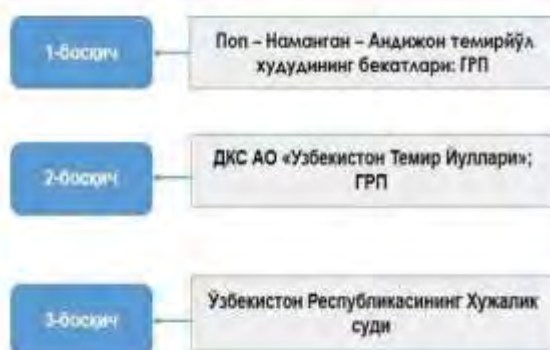 1-босқич
Поп – Наманган – Андижон темирйўл
худудининг бекатлари: ГРП
2-босқич
ДКС АО «Узбекистон Темир Йуллари»;
ГРП
3-босқич
Ўзбекистон Республикасининг Хужалик
суди